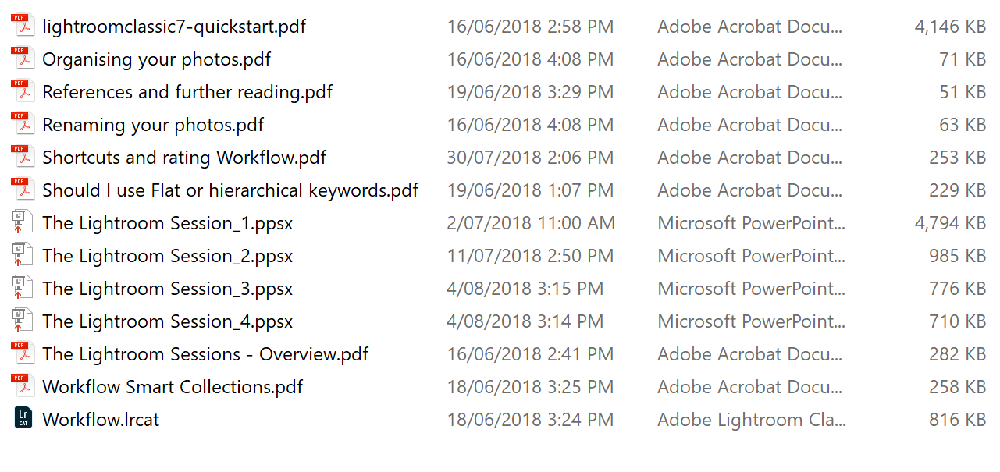 lightroomclassic7-quickstart.pdf 16/06/2018 2:58 PM Adobe Acrobat Docu... 4,146 KB
Organising your photos.pdf 16/06/2018 4:08 PM Adobe Acrobat Docu... 71 KB
References and further reading.pdf 19/06/2018 3:29 PM Adobe Acrobat Docu... 51 KB
Renaming your photos.pdf 16/06/2018 4:08 PM Adobe Acrobat Docu... 63 KB
Shortcuts and rating Workflow.pdf 30/07/2018 2:06 PM Adobe Acrobat Docu... 253 KB
Should I use Flat or hierarchical keywords.pdf 19/06/2018 1:07 PM Adobe Acrobat Docu... 229 KB
The Lightroom Session_1.ppsx 2/07/2018 11:00 AM Microsoft PowerPoint... 4,794 KB
The Lightroom Session_2.ppsx 11/07/2018 2:50 PM Microsoft PowerPoint... 985 KB
The Lightroom Session_3.ppsx 4/08/2018 3:15 PM Microsoft PowerPoint... 776 KB
The Lightroom Session_4.ppsx 4/08/2018 3:14 PM Microsoft PowerPoint... 710 KB
The Lightroom Sessions - Overview.pdf 16/06/2018 2:41 PM Adobe Acrobat Docu... 282 KB
Workflow Smart Collections.pdf 18/06/2018 3:25 PM Adobe Acrobat Docu... 258 KB
Workflow.lrcat 18/06/2018 3:24 PM Adobe Lightroom Cla... 816 KB